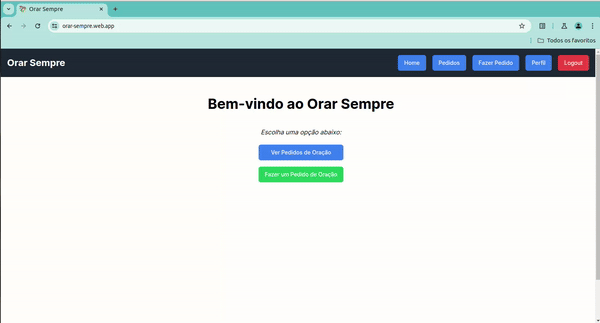 Orar Sempre
orar-sempre.web.app
Todos os favoritos
Orar Sempre Home Pedidos Fazer Pedido Perfil Logout
Bem-vindo ao Orar Sempre
Escolha uma opção abaixo:
Ver Pedidos de Oração
Fazer um Pedido de Oração